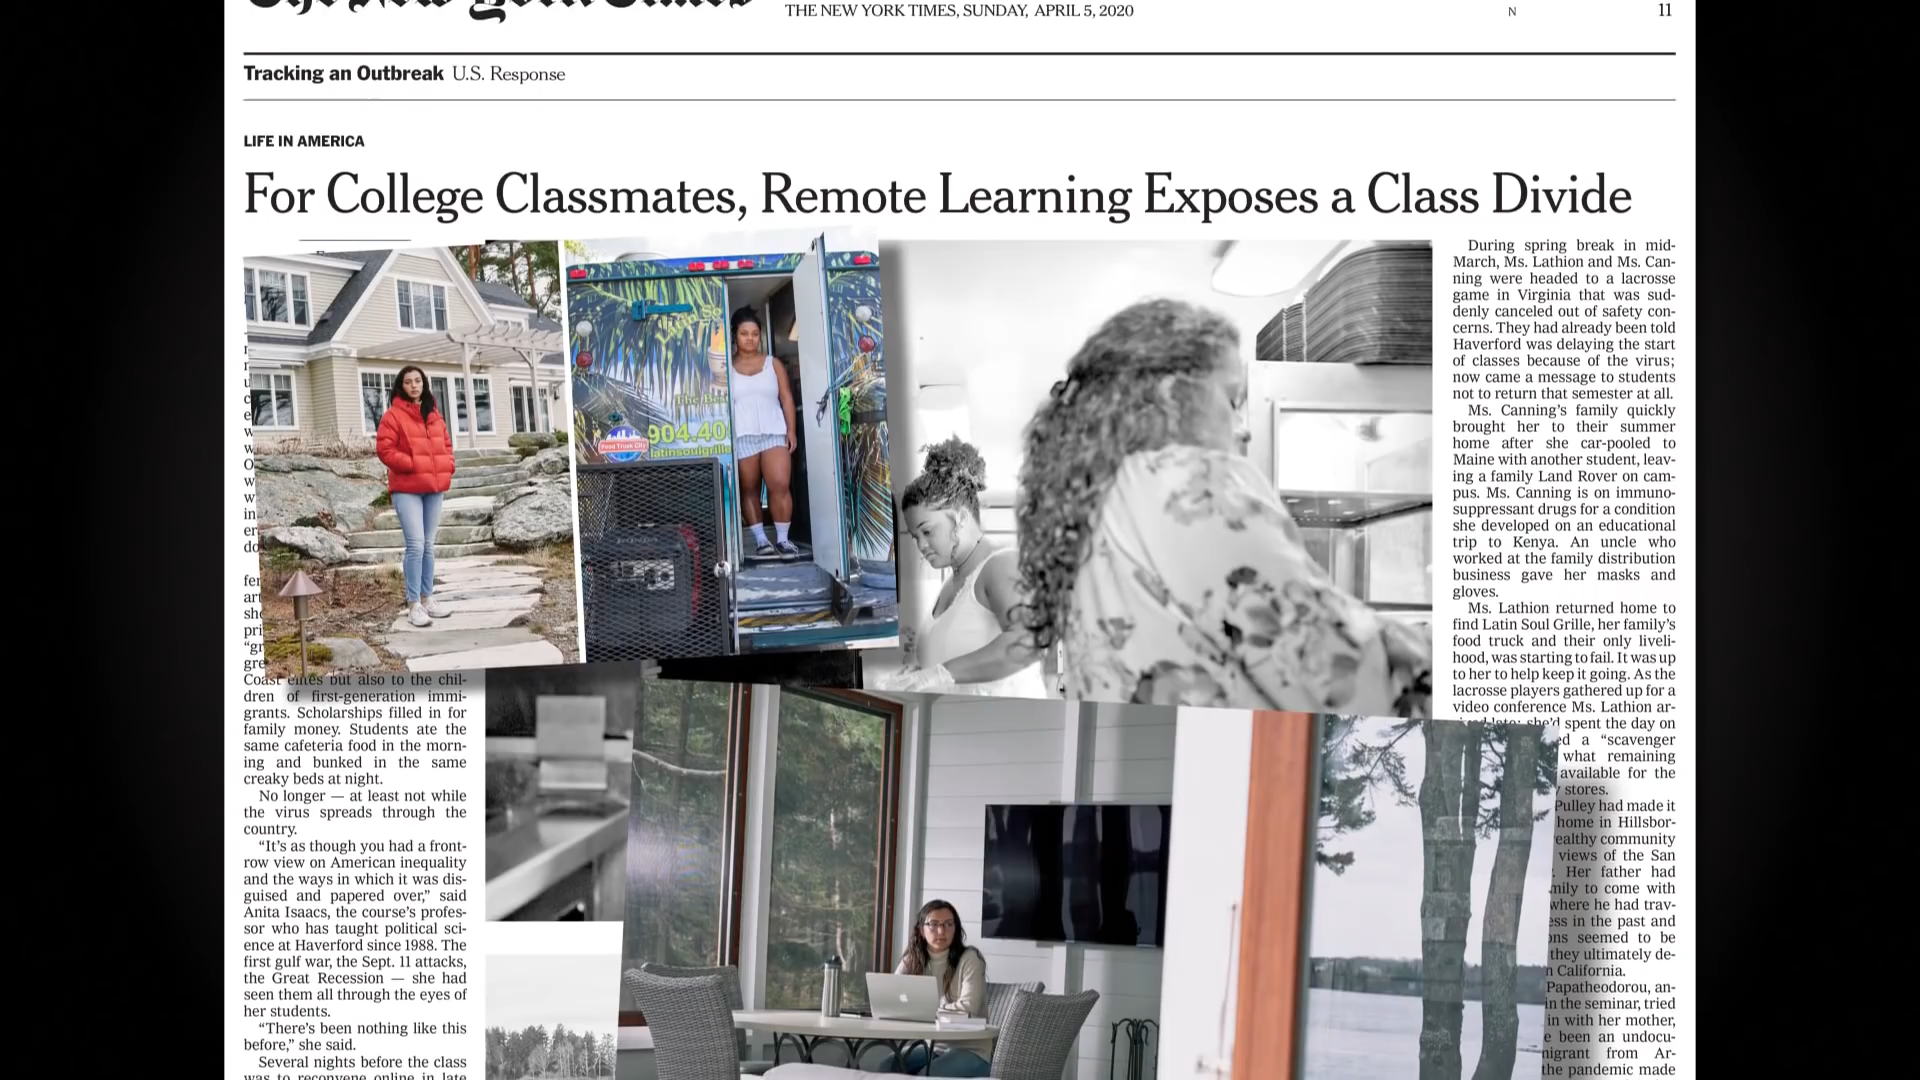 The New York Times
THE NEW YORK TIMES, SUNDAY, APRIL 5, 2020
N
11
Tracking an Outbreak U.S. Response
LIFE IN AMERICA
For College Classmates, Remote Learning Exposes a Class Divide
Coast elites but also to the chil-
dren of first-generation immi-
grants. Scholarships filled in for
family money. Students ate the
same cafeteria food in the morn-
ing and bunked in the same
creaky beds at night.
No longer — at least not while
the virus spreads through the
country.
“It’s as though you had a front-
row view on American inequality
and the ways in which it was dis-
guised and papered over,” said
Anita Isaacs, the course’s profes-
sor who has taught political sci-
ence at Haverford since 1988. The
first gulf war, the Sept. 11 attacks,
the Great Recession — she had
seen them all through the eyes of
her students.
“There’s been nothing like this
before,” she said.
Several nights before the class
was to reconvene online in late
904.40
latinsoulgrille
Food Truck City
During spring break in mid-
March, Ms. Lathion and Ms. Can-
ning were headed to a lacrosse
game in Virginia that was sud-
denly canceled out of safety con-
cerns. They had already been told
Haverford was delaying the start
of classes because of the virus;
now came a message to students
not to return that semester at all.
Ms. Canning’s family quickly
brought her to their summer
home after she car-pooled to
Maine with another student, leav-
ing a family Land Rover on cam-
pus. Ms. Canning is on immuno-
suppressant drugs for a condition
she developed on an educational
trip to Kenya. An uncle who
worked at the family distribution
business gave her masks and
gloves.
Ms. Lathion returned home to
find Latin Soul Grille, her family’s
food truck and their only liveli-
hood, was starting to fail. It was up
to her to help keep it going. As the
lacrosse players gathered up for a
video conference Ms. Lathion ar-
she’d spent the day on
a “scavenger
what remaining
available for the
stores.
Pulley had made it
home in Hillsbor-
community
views of the San
Her father had
to come with
where he had trav-
in the past and
seemed to be
they ultimately de-
California.
Papatheodorou, an-
in the seminar, tried
in with her mother,
been an undocu-
from Ar-
the pandemic made